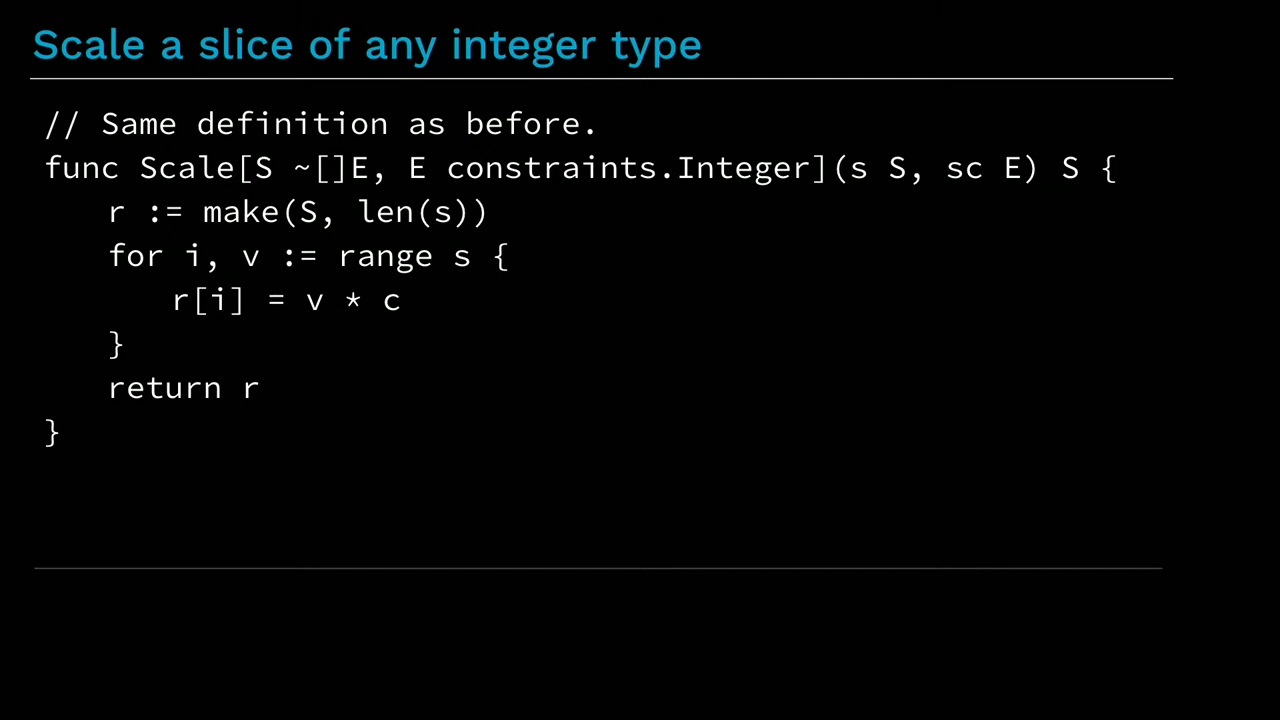 Scale a slice of any integer type
// Same definition as before.
func Scale[S ~[]E, E constraints.Integer](s S, sc E) S {
r := make(S, len(s))
for i, v := range s {
r[i] = v * c
}
return r
}